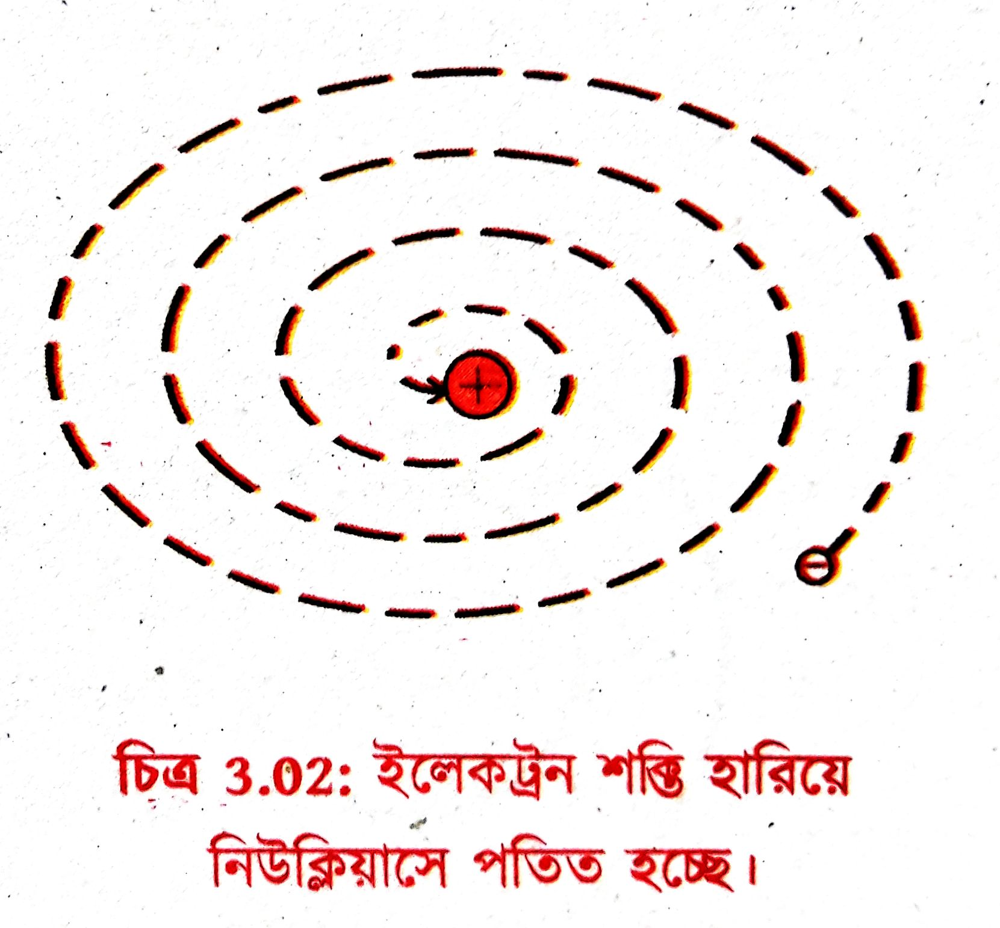 +
−
চিত্র 3.02: ইলেকট্রন শক্তি হারিয়ে
নিউক্লিয়াসে পতিত হচ্ছে।